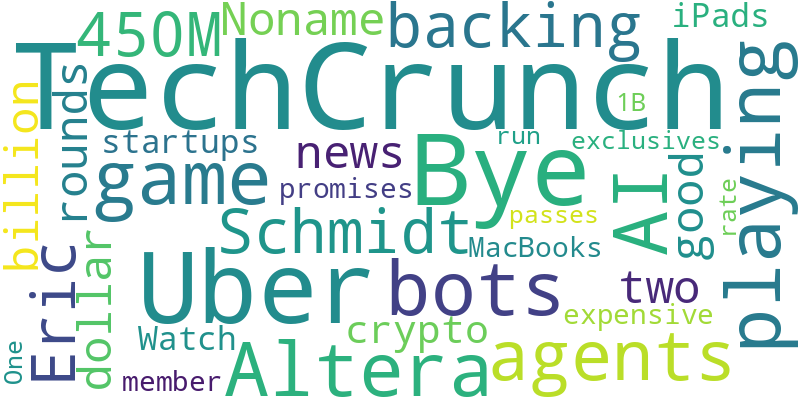 450M
Noname
backing
iPads
TechCrunch
1B
billion
rounds
startups
news
run
exclusives
game
promises
Bye
AI
good
rate
playing
Schmidt
passes
MacBooks
Eric
dollar
Uber
bots
two
Watch
crypto
expensive
One
member
Altera
agents